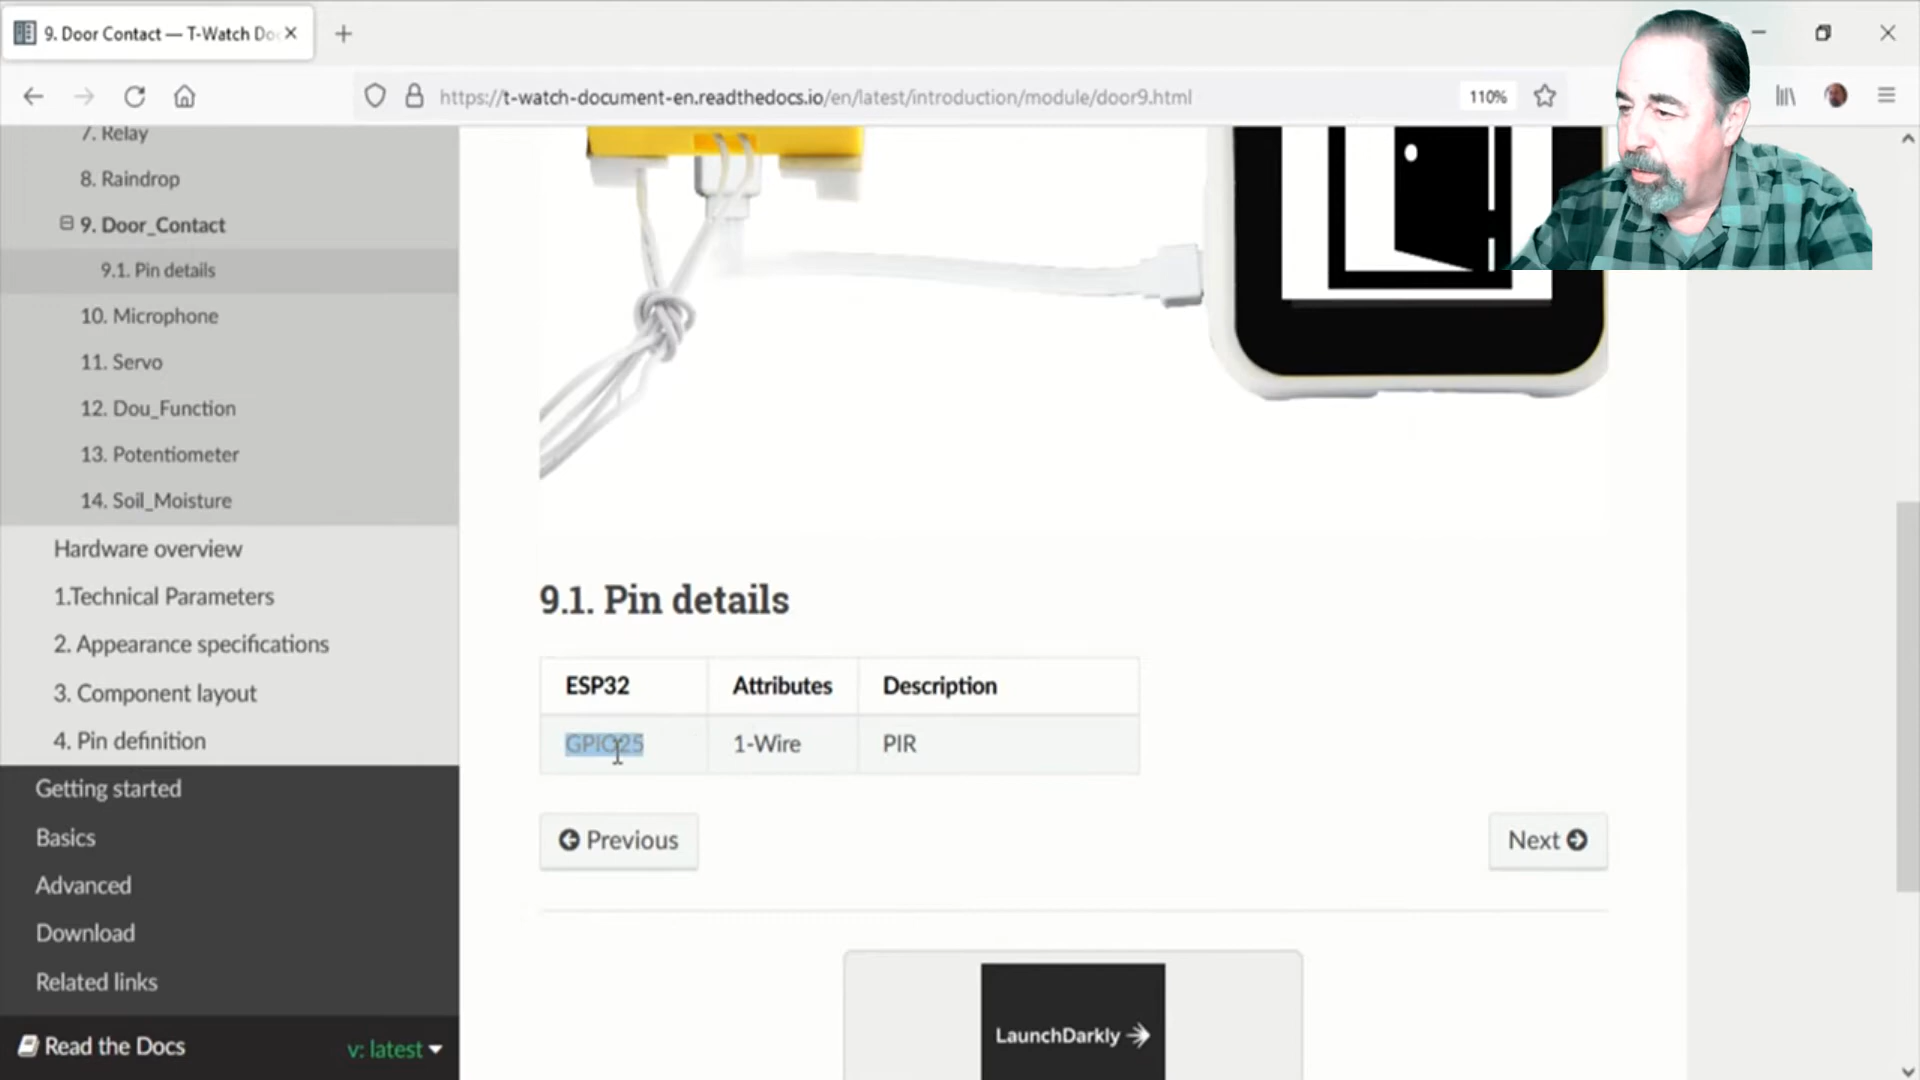 9. Door Contact — T-Watch Do
https://t-watch-document-en.readthedocs.io/en/latest/introduction/module/door9.html
110%
7. Relay
8. Raindrop
9. Door_Contact
9.1. Pin details
10. Microphone
11. Servo
12. Dou_Function
13. Potentiometer
14. Soil_Moisture
Hardware overview
1.Technical Parameters
2. Appearance specifications
3. Component layout
4. Pin definition
Getting started
Basics
Advanced
Download
Related links
Read the Docs
v: latest
9.1. Pin details
ESP32 Attributes Description
GPIO25 1-Wire PIR
Previous
Next
LaunchDarkly